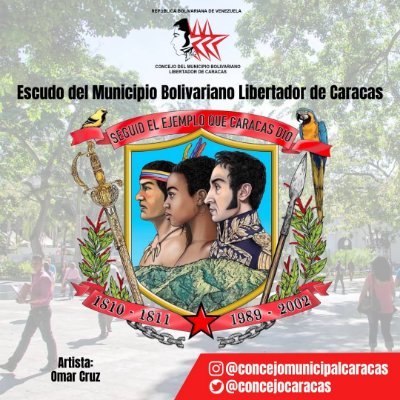 REPÚBLICA BOLIVARIANA DE VENEZUELA
CONCEJO DEL MUNICIPIO BOLIVARIANO
LIBERTADOR DE CARACAS
Escudo del Municipio Bolivariano Libertador de Caracas
SEGUID EL EJEMPLO QUE CARACAS DIO
1810 - 1811
1989 - 2002
Artista:
Omar Cruz
@concejomunicipalcaracas
@concejocaracas